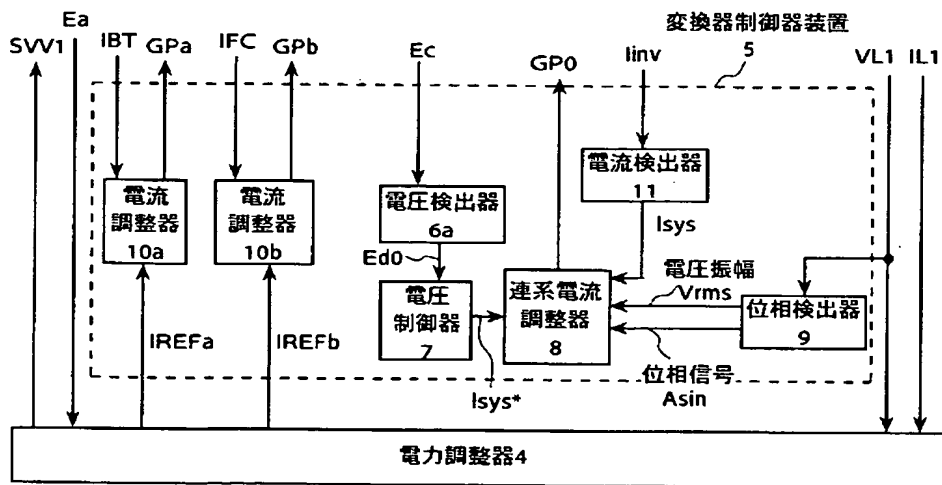 変換器制御器装置
5
SVV1
Ea
IBT
GPa
IFC
GPb
Ec
GP0
Iinv
VL1
IL1
電流
調整器
10a
電流
調整器
10b
電圧検出器
6a
電流検出器
11
Ed0
Isys
電圧
制御器
7
連系電流
調整器
8
電圧振幅
Vrms
位相検出器
9
IREFa
IREFb
Isys*
位相信号
Asin
電力調整器4